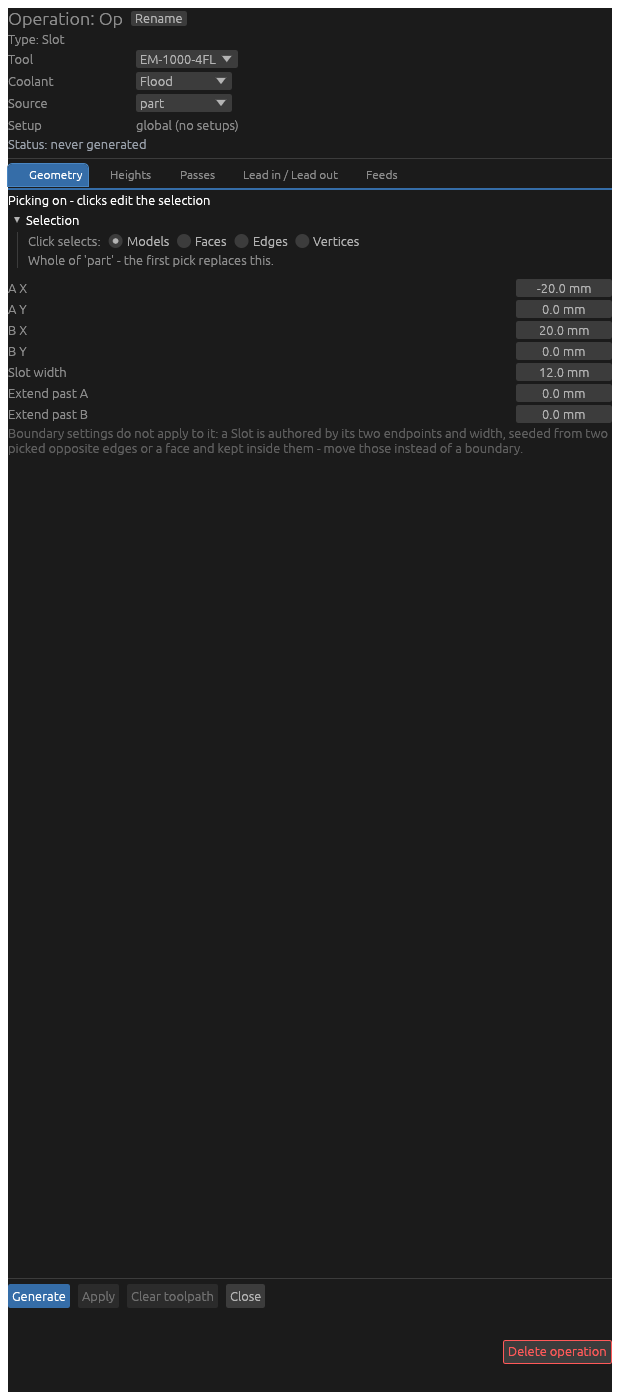 Operation: Op Rename
Type: Slot
Tool EM-1000-4FL
Coolant Flood
Source part
Setup global (no setups)
Status: never generated
Geometry Heights Passes Lead in / Lead out Feeds
Picking on - clicks edit the selection
Selection
Click selects: Models Faces Edges Vertices
Whole of 'part' - the first pick replaces this.
A X -20.0 mm
A Y 0.0 mm
B X 20.0 mm
B Y 0.0 mm
Slot width 12.0 mm
Extend past A 0.0 mm
Extend past B 0.0 mm
Boundary settings do not apply to it: a Slot is authored by its two endpoints and width, seeded from two
picked opposite edges or a face and kept inside them - move those instead of a boundary.
Generate Apply Clear toolpath Close
Delete operation